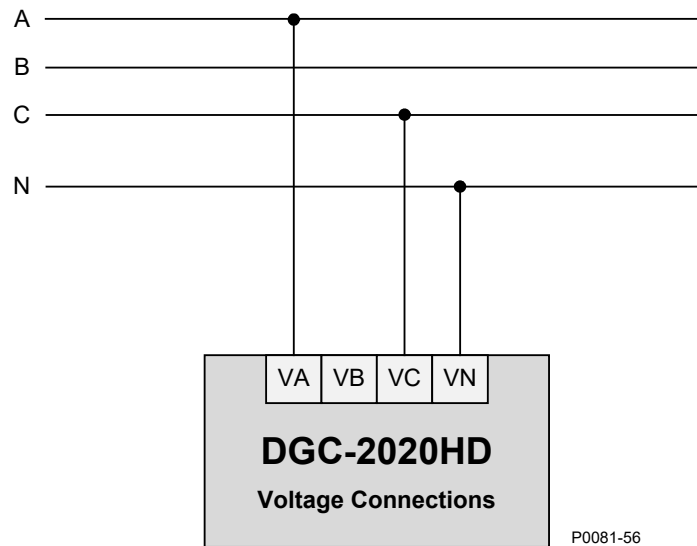 A
B
C
N
VA VB VC VN
DGC-2020HD
Voltage Connections
P0081-56